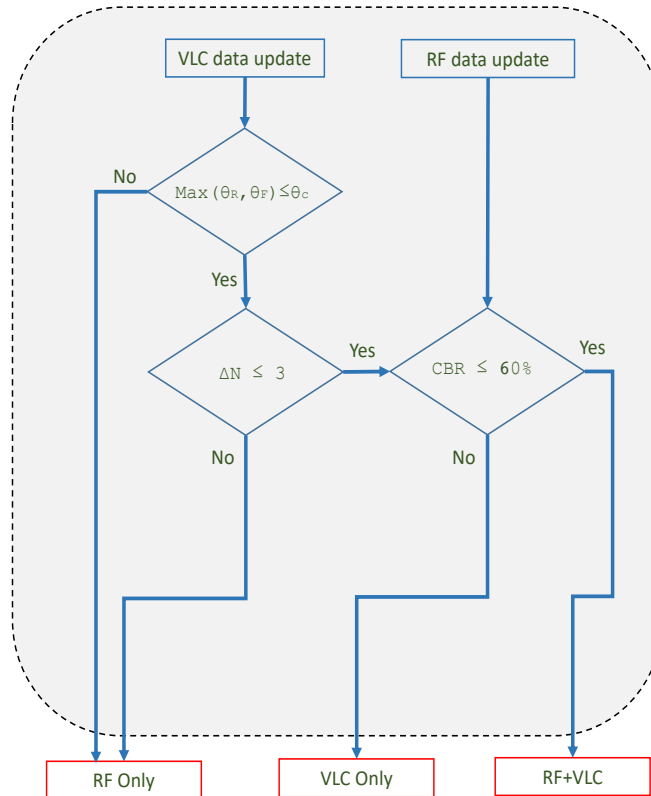 VLC data update
RF data update
No
Max(θR,θF)≤θc
Yes
Yes
Yes
ΔN ≤ 3
CBR ≤ 60%
No
No
RF Only
VLC Only
RF+VLC